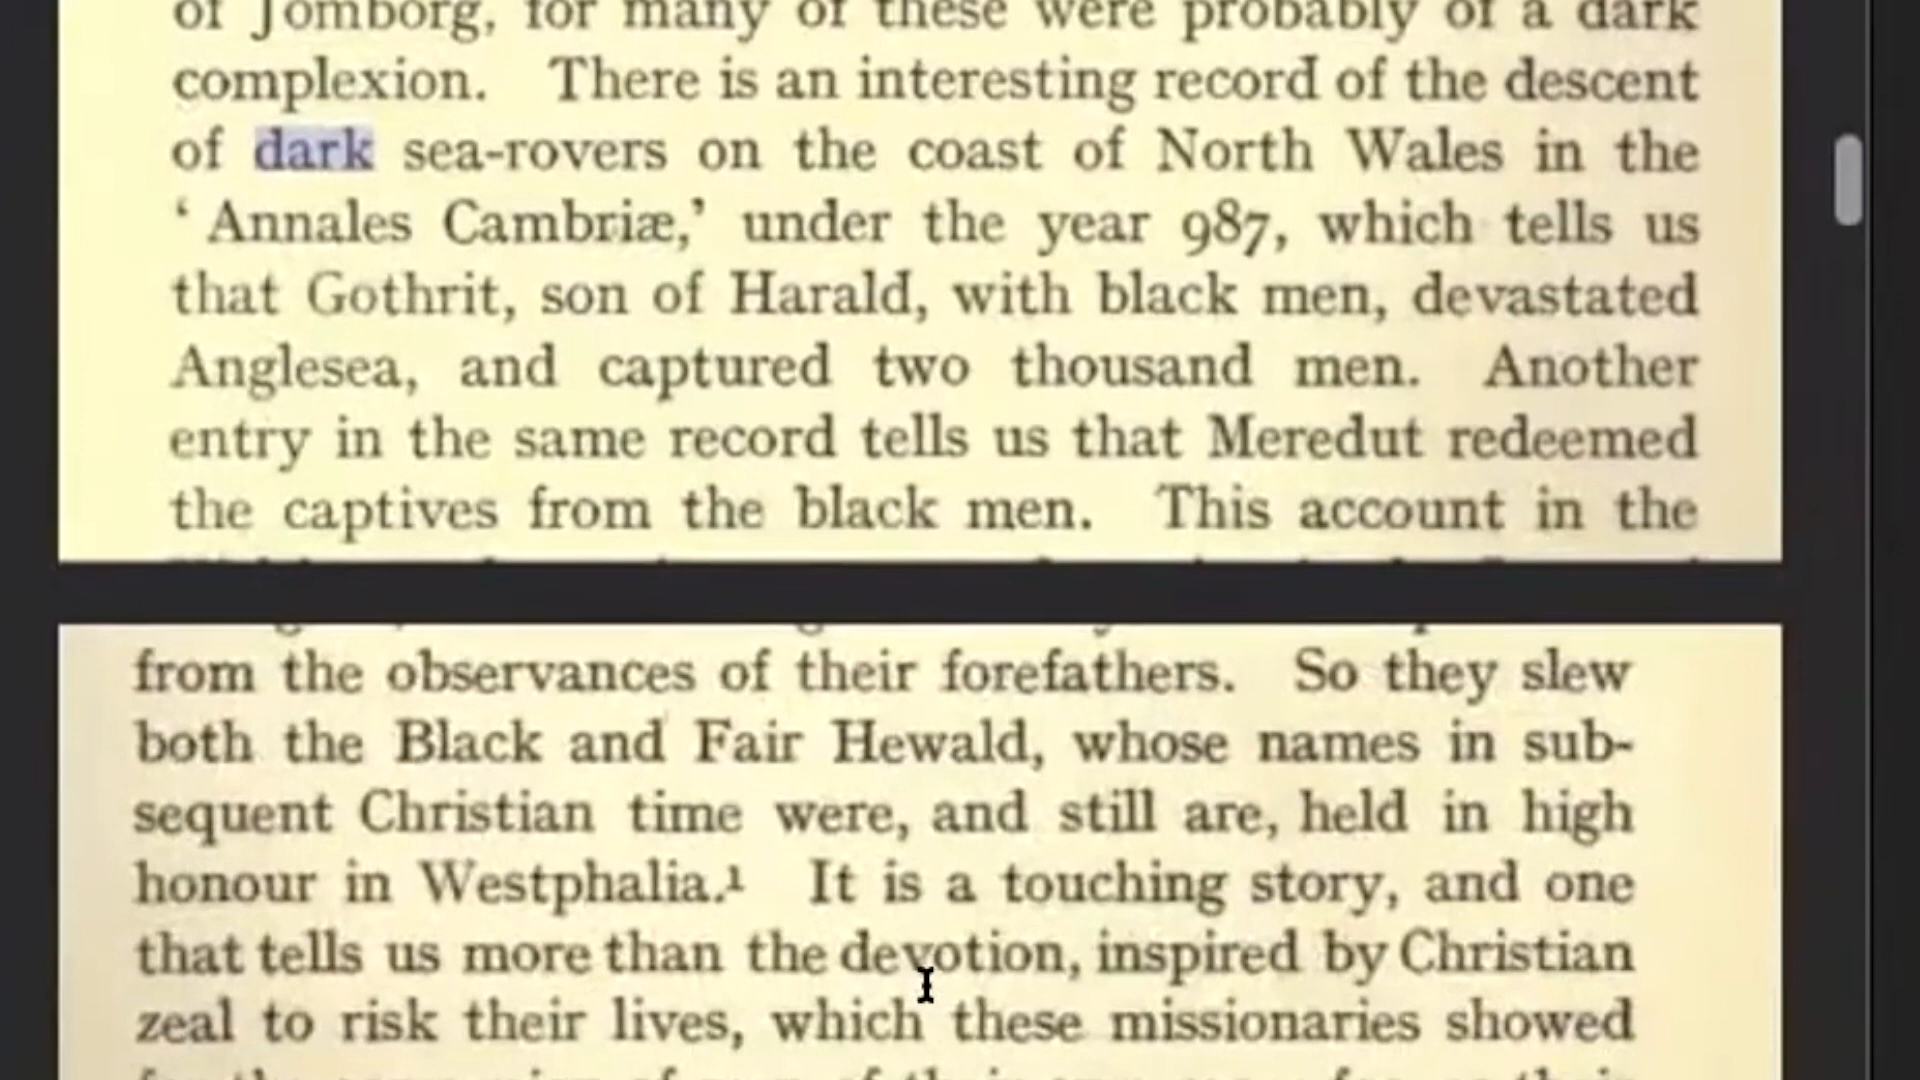 of Jomborg, for many of these were probably of a dark
complexion. There is an interesting record of the descent
of dark sea-rovers on the coast of North Wales in the
‘ Annales Cambriæ,’ under the year 987, which tells us
that Gothrit, son of Harald, with black men, devastated
Anglesea, and captured two thousand men. Another
entry in the same record tells us that Meredut redeemed
the captives from the black men. This account in the
from the observances of their forefathers. So they slew
both the Black and Fair Hewald, whose names in sub-
sequent Christian time were, and still are, held in high
honour in Westphalia.¹ It is a touching story, and one
that tells us more than the devotion, inspired by Christian
zeal to risk their lives, which these missionaries showed